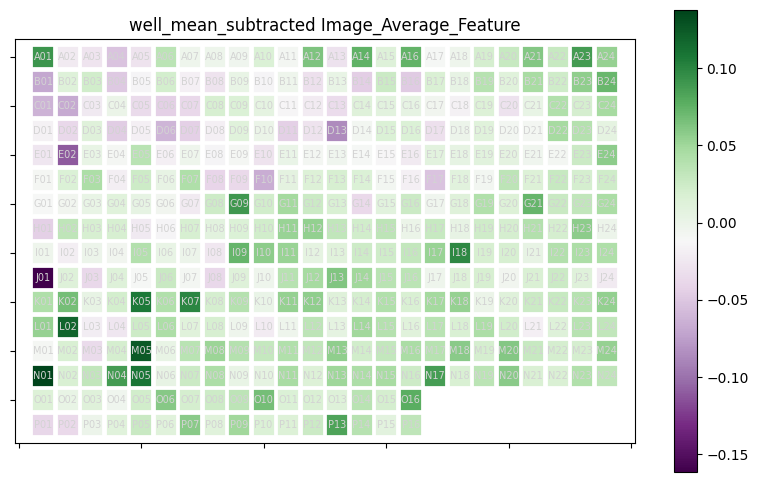 well_mean_subtracted Image_Average_Feature
A01 A02 A03 A05 A07 A08 A09 A10 A11 A12 A13 A14 A15 A16 A17 A18 A19 A20 A21 A22 A23 A24
B01 B02 B03 B05 B06 B07 B08 B09 B10 B11 B12 B13 B15 B17 B18 B20 B21 B22 B23 B24
C01 C02 C03 C04 C05 C07 C08 C09 C10 C11 C12 C13 C14 C15 C16 C17 C18 C19 C20 C21 C24
D01 D02 D03 D05 D06 D08 D09 D10 D12 D13 D14 D15 D16 D17 D18 D19 D20 D21 D22 D24
E01 E02 E03 E04 E06 E07 E08 E09 E10 E11 E12 E13 E14 E15 E16 E17 E18 E19 E20 E21 E22 E23 E24
F01 F02 F03 F04 F05 F06 F07 F08 F09 F10 F11 F12 F13 F14 F15 F16 F18 F19 F21 F22 F23 F24
G01 G02 G03 G04 G05 G06 G07 G08 G09 G10 G11 G12 G13 G14 G15 G16 G17 G18 G19 G20 G21 G22 G24
H01 H03 H04 H05 H06 H07 H08 H09 H10 H11 H12 H14 H16 H17 H18 H19 H20 H21 H22 H23 H24
I01 I02 I03 I04 I05 I06 I07 I08 I09 I10 I11 I12 I13 I14 I15 I16 I17 I18 I19 I20 I21 I23 I24
J01 J02 J03 J04 J05 J06 J07 J08 J09 J10 J12 J13 J14 J17 J18 J19 J20 J21 J22 J23 J24
K02 K03 K04 K05 K06 K07 K08 K10 K11 K12 K13 K14 K15 K16 K17 K18 K19 K20 K21 K22 K24
L01 L02 L03 L04 L05 L06 L07 L08 L09 L10 L11 L13 L14 L16 L18 L19 L20 L21 L22
M01 M02 M03 M04 M05 M06 M08 M13 M14 M16 M18 M19 M20 M22 M24
N01 N02 N04 N05 N06 N08 N09 N10 N11 N13 N14 N15 N16 N17 N18 N20 N21 N22
O01 O02 O03 O04 O05 O06 O07 O08 O09 O10 O11 O12 O13 O15 O16
P01 P02 P03 P04 P05 P06 P07 P08 P09 P10 P11 P12 P13 P15
0.10
0.05
0.00
−0.05
−0.10
−0.15